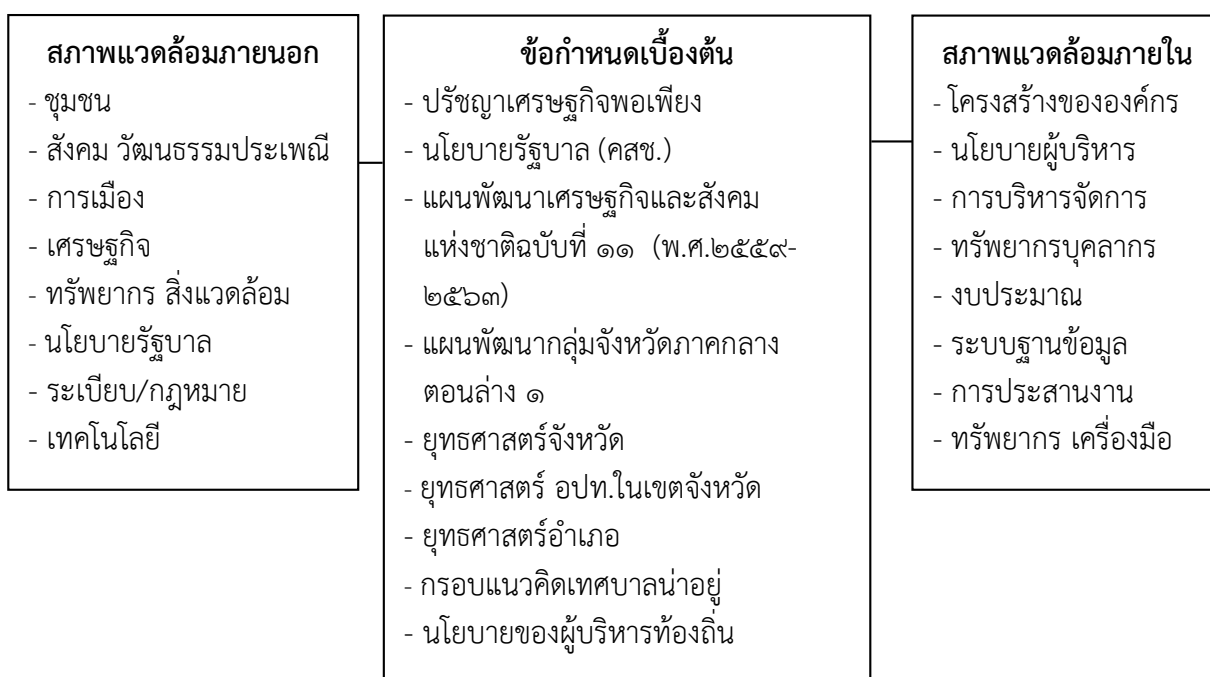 สภาพแวดล้อมภายนอก
- ชุมชน
- สังคม วัฒนธรรมประเพณี
- การเมือง
- เศรษฐกิจ
- ทรัพยากร สิ่งแวดล้อม
- นโยบายรัฐบาล
- ระเบียบ/กฎหมาย
- เทคโนโลยี
ข้อกำหนดเบื้องต้น
- ปรัชญาเศรษฐกิจพอเพียง
- นโยบายรัฐบาล (คสช.)
- แผนพัฒนาเศรษฐกิจและสังคม
แห่งชาติฉบับที่ ๑๑ (พ.ศ.๒๕๕๙-
๒๕๖๓)
- แผนพัฒนากลุ่มจังหวัดภาคกลาง
ตอนล่าง ๑
- ยุทธศาสตร์จังหวัด
- ยุทธศาสตร์ อปท.ในเขตจังหวัด
- ยุทธศาสตร์อำเภอ
- กรอบแนวคิดเทศบาลน่าอยู่
- นโยบายของผู้บริหารท้องถิ่น
สภาพแวดล้อมภายใน
- โครงสร้างขององค์กร
- นโยบายผู้บริหาร
- การบริหารจัดการ
- ทรัพยากรบุคลากร
- งบประมาณ
- ระบบฐานข้อมูล
- การประสานงาน
- ทรัพยากร เครื่องมือ